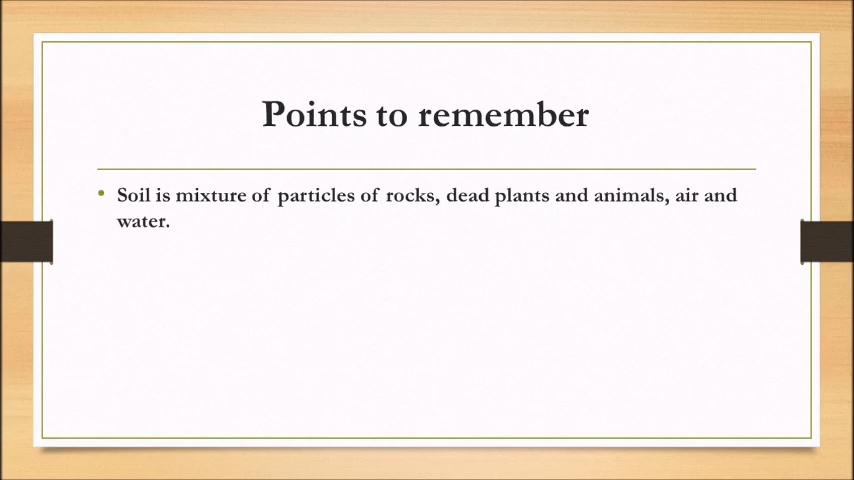 Points to remember
• Soil is mixture of particles of rocks, dead plants and animals, air and
water.